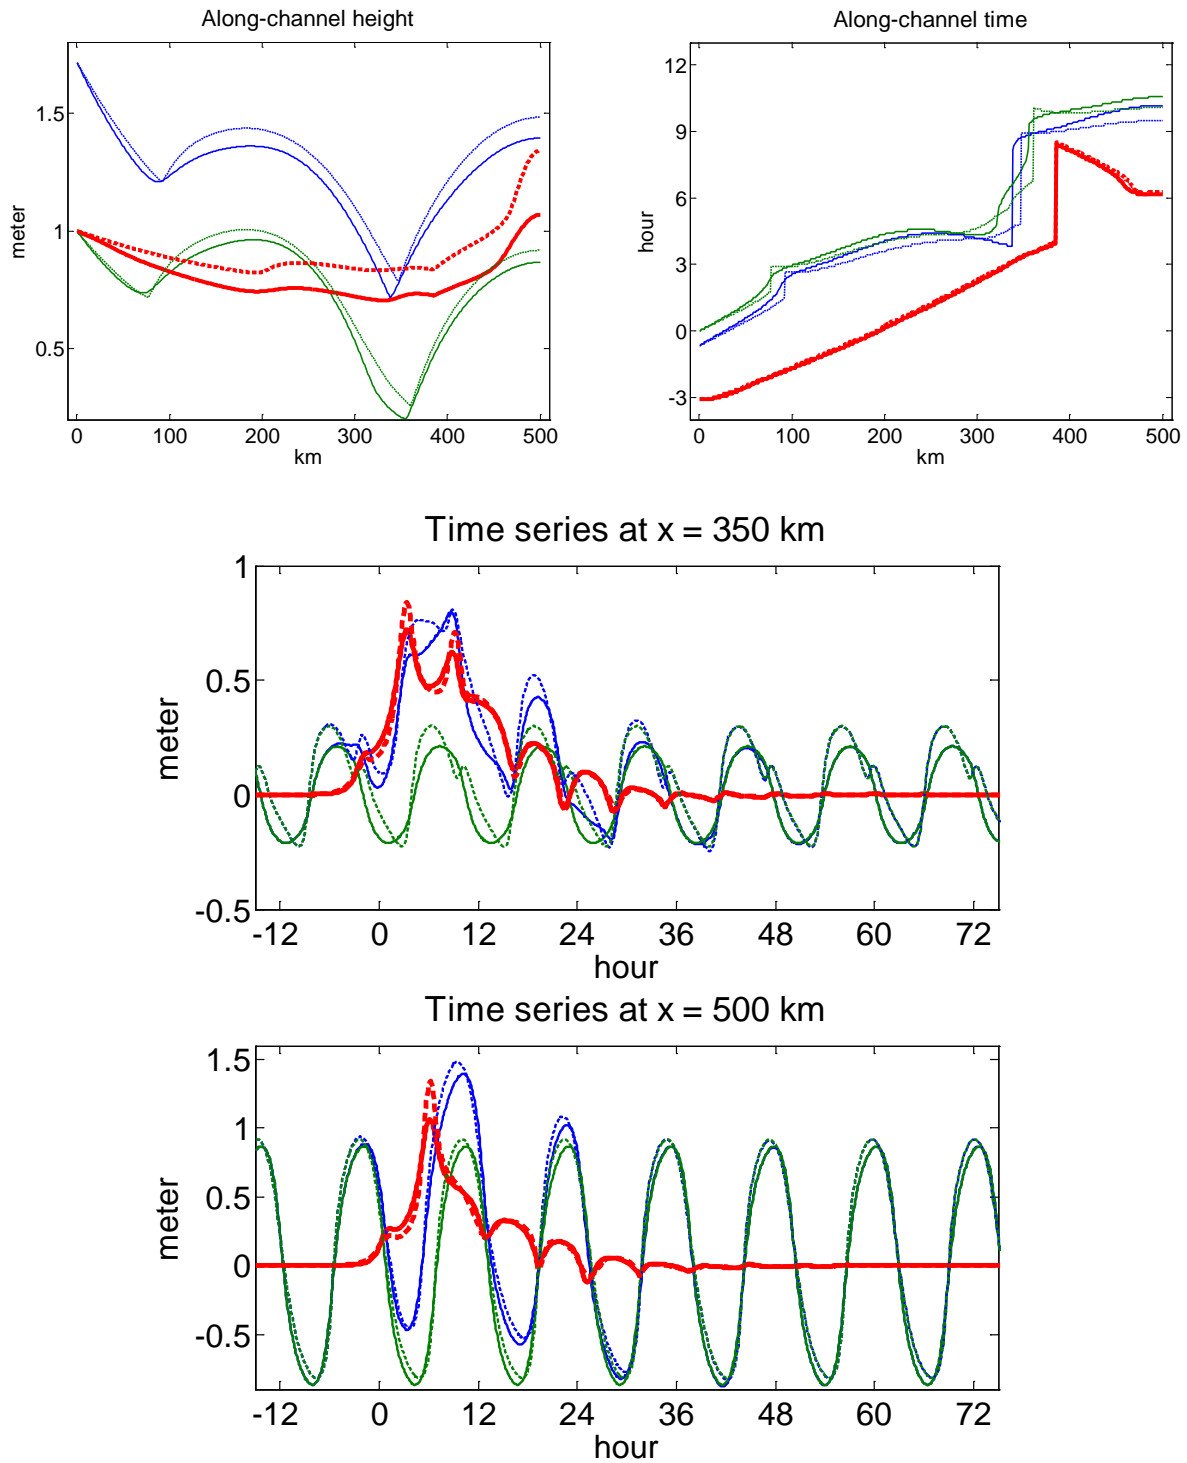 Along-channel height
Along-channel time
1.5
1
0.5
meter
0 100 200 300 400 500
km
12
9
6
3
0
-3
hour
0 100 200 300 400 500
km
Time series at x = 350 km
1
0.5
0
-0.5
meter
-12 0 12 24 36 48 60 72
hour
Time series at x = 500 km
1.5
1
0.5
0
-0.5
meter
-12 0 12 24 36 48 60 72
hour